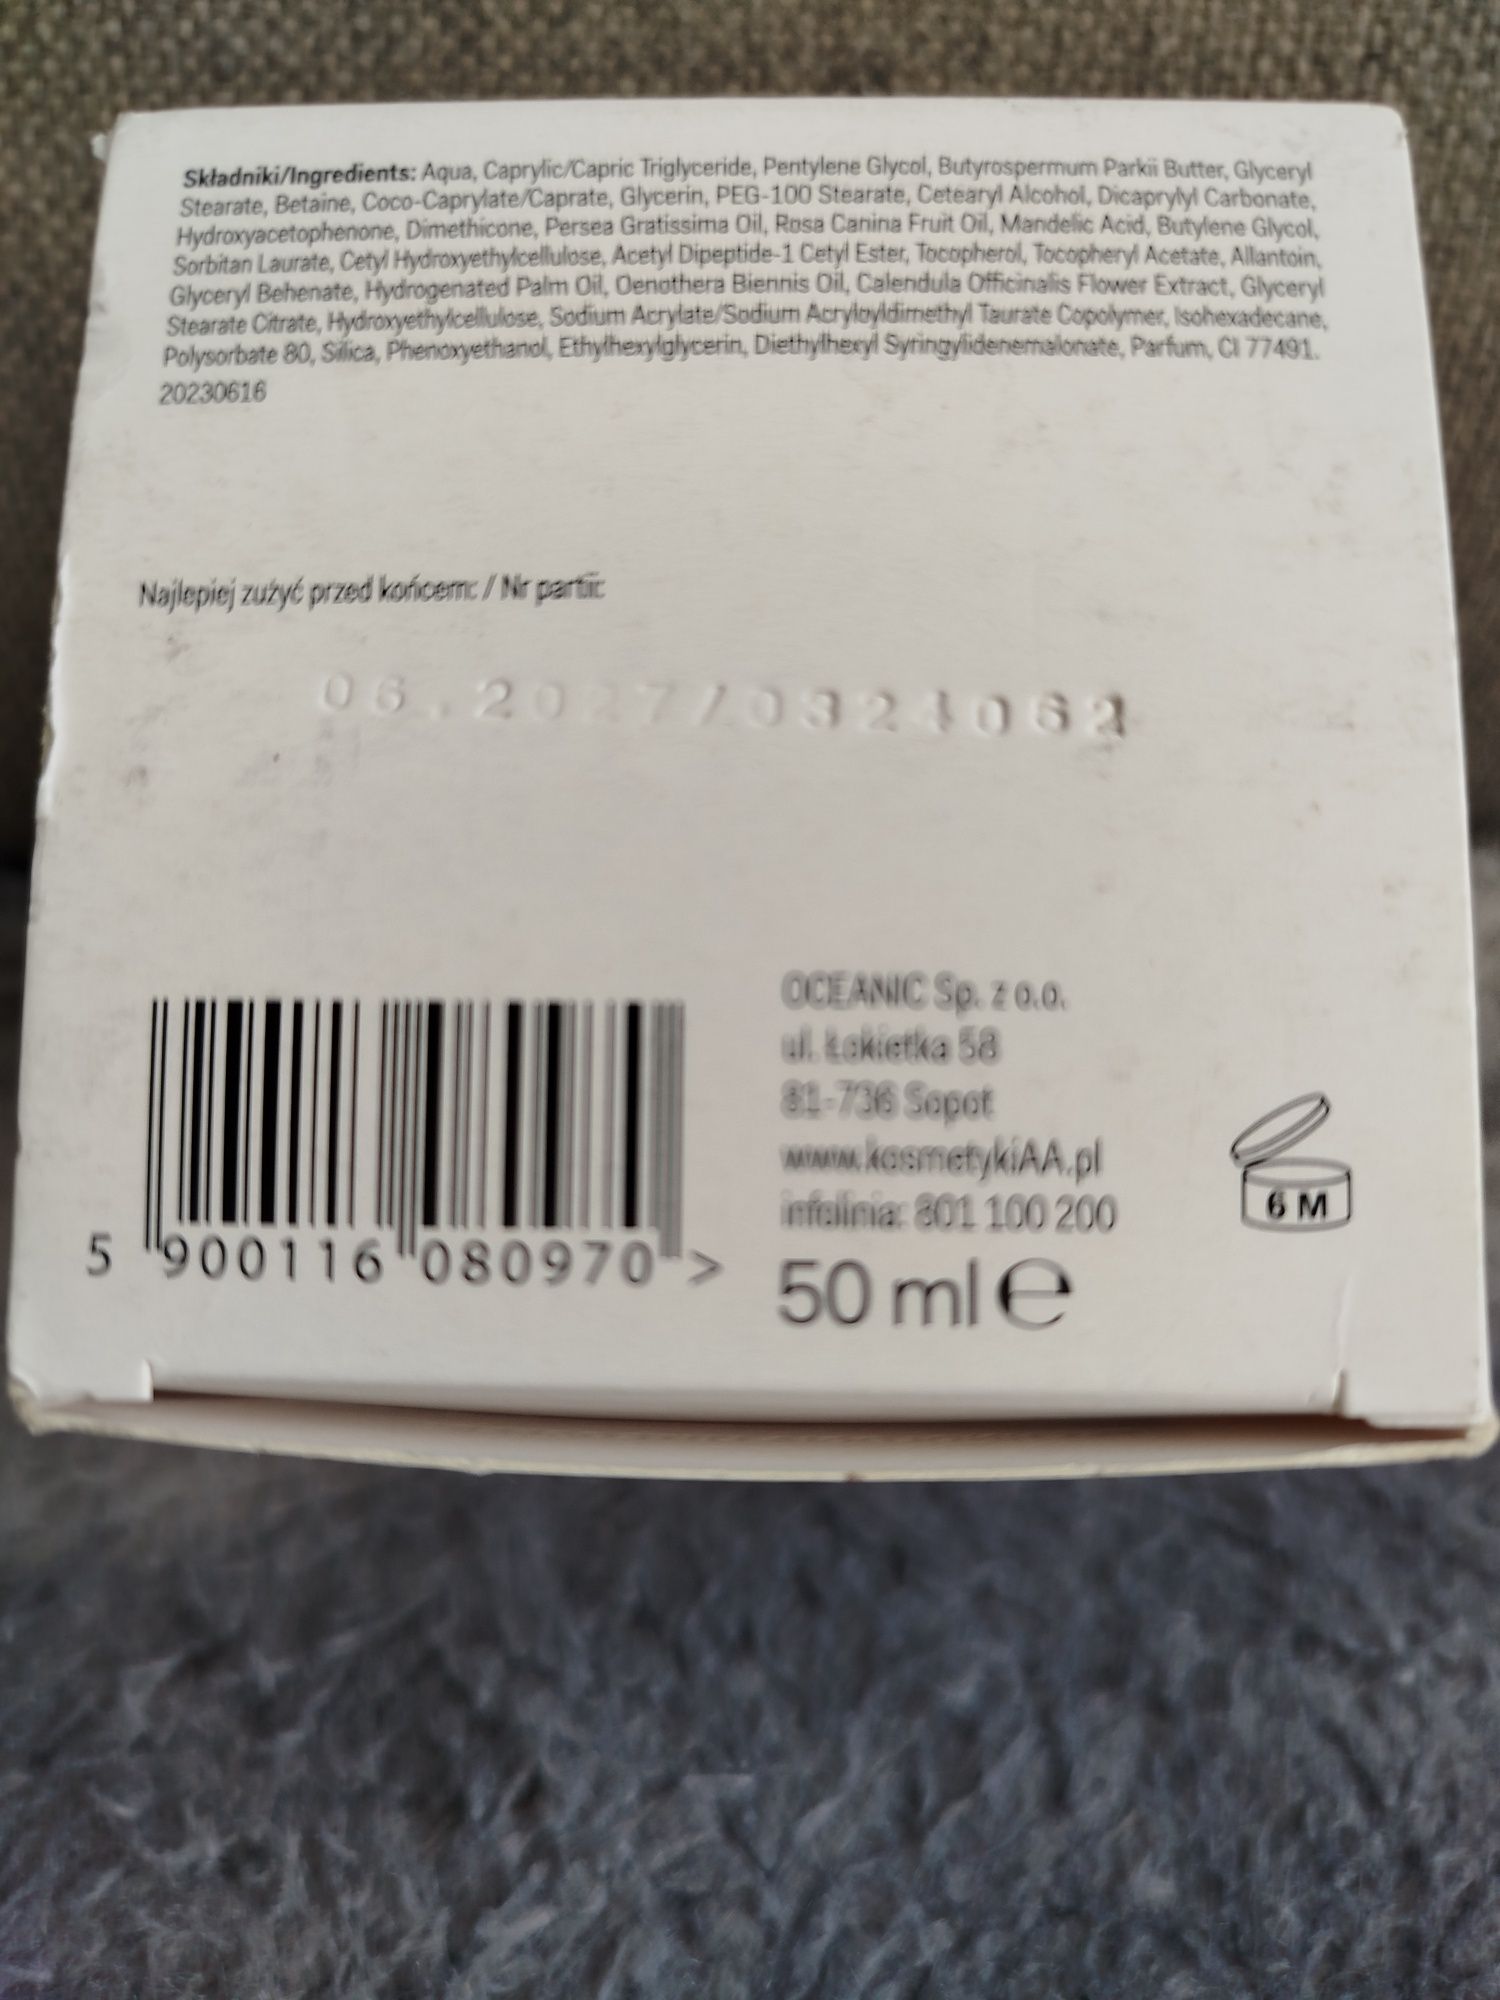 Składniki/Ingredients: Aqua, Caprylic/Capric Triglyceride, Pentylene Glycol, Butyrospermum Parkii Butter, Glyceryl
Stearate, Betaine, Coco-Caprylate/Caprate, Glycerin, PEG-100 Stearate, Cetearyl Alcohol, Dicaprylyl Carbonate,
Hydroxyacetophenone, Dimethicone, Persea Gratissima Oil, Rosa Canina Fruit Oil, Mandelic Acid, Butylene Glycol,
Sorbitan Laurate, Cetyl Hydroxyethylcellulose, Acetyl Dipeptide-1 Cetyl Ester, Tocopherol, Tocopheryl Acetate, Allantoin,
Glyceryl Behenate, Hydrogenated Palm Oil, Oenothera Biennis Oil, Calendula Officinalis Flower Extract, Glyceryl
Stearate Citrate, Hydroxyethylcellulose, Sodium Acrylate/Sodium Acryloyldimethyl Taurate Copolymer, Isohexadecane,
Polysorbate 80, Silica, Phenoxyethanol, Ethylhexylglycerin, Diethylhexyl Syringylidenemalonate, Parfum, CI 77491.
20230616
Najlepiej zużyć przed końcem: / Nr partii:
06.2027/
OCEANIC Sp. z o.o.
ul. Łokietka 58
81-736 Sopot
www.kosmetykiAA.pl
infolinia: 801 100 200
50 ml e
6 M
5 900116 080970 >